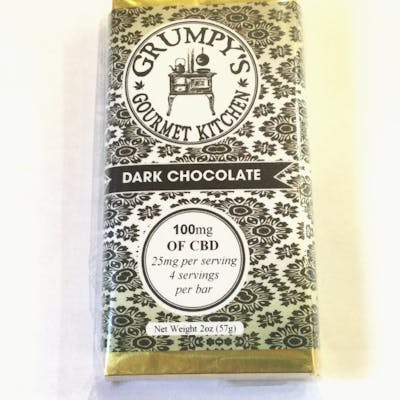 GRUMPY'S
GOURMET KITCHEN
DARK CHOCOLATE
100mg
OF CBD
25mg per serving
4 servings
per bar
Net Weight 2oz (57g)